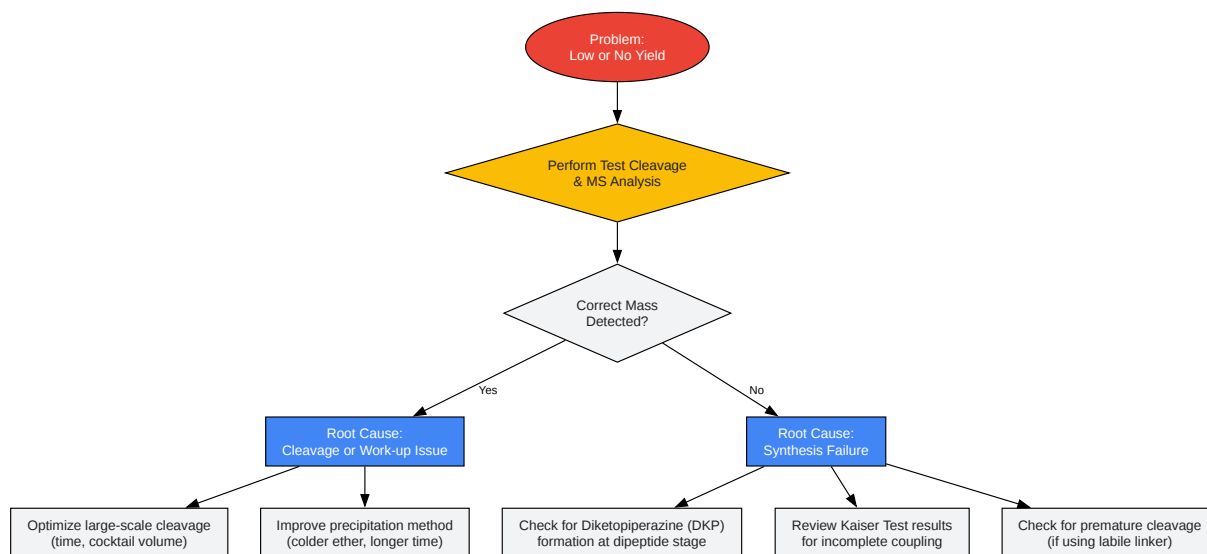 Problem:
Low or No Yield
Perform Test Cleavage
& MS Analysis
Correct Mass
Detected?
Yes
No
Root Cause:
Cleavage or Work-up Issue
Root Cause:
Synthesis Failure
Optimize large-scale cleavage
(time, cocktail volume)
Improve precipitation method
(colder ether, longer time)
Check for Diketopiperazine (DKP)
formation at dipeptide stage
Review Kaiser Test results
for incomplete coupling
Check for premature cleavage
(if using labile linker)